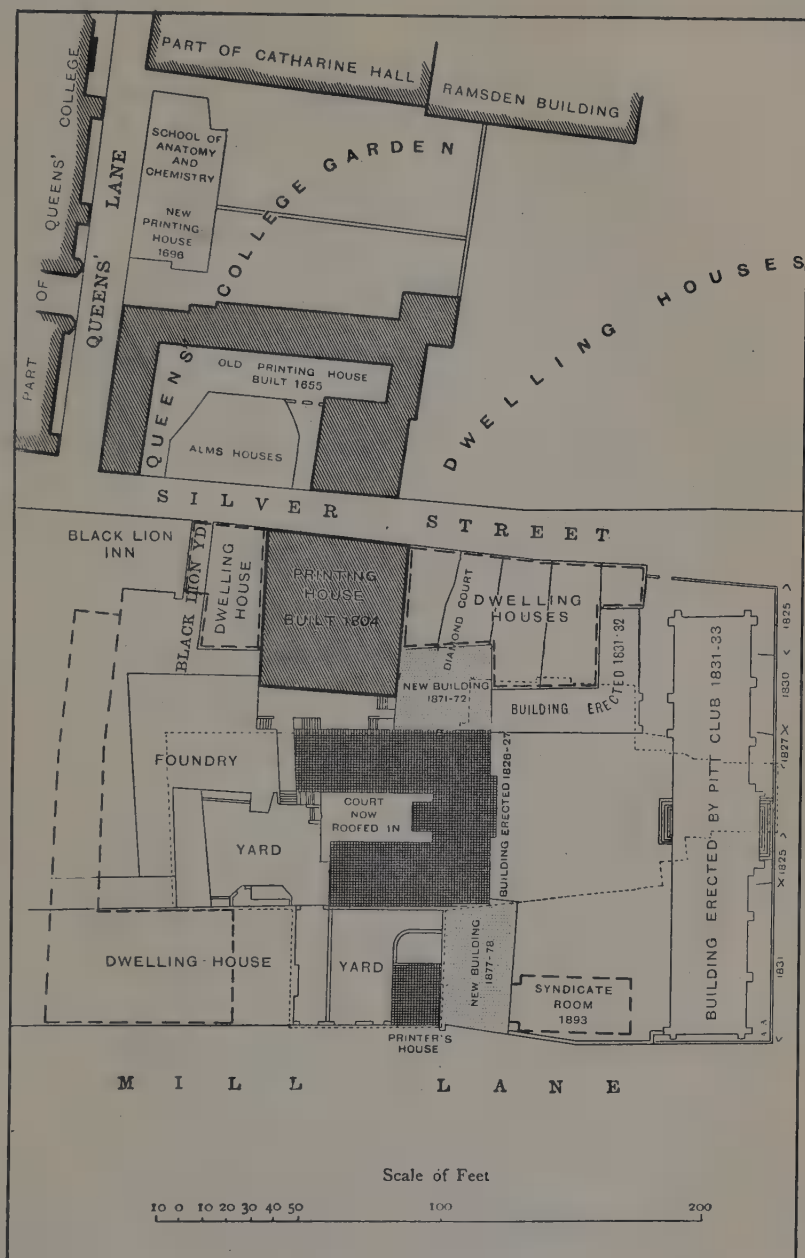 PART OF CATHARINE HALL
RAMSDEN BUILDING
PART OF QUEENS' COLLEGE
QUEENS' LANE
SCHOOL OF
ANATOMY
AND
CHEMISTRY
NEW
PRINTING
HOUSE
1696
QUEENS' COLLEGE GARDEN
DWELLING HOUSES
OLD PRINTING HOUSE
BUILT 1655
ALMS HOUSES
SILVER STREET
BLACK LION
INN
BLACK LION YD
DWELLING
HOUSE
PRINTING
HOUSE
BUILT 1804
DIAMOND COURT
DWELLING
HOUSES
NEW BUILDING
1871-72
BUILDING ERECTED 1831-32
FOUNDRY
COURT
NOW
ROOFED IN
YARD
BUILDING ERECTED 1826-27
BUILDING ERECTED BY PITT CLUB 1831-33
1825
1830
1827
1825
1831
DWELLING-HOUSE
YARD
NEW BUILDING
1877-78
SYNDICATE
ROOM
1893
PRINTER'S
HOUSE
MILL LANE
Scale of Feet
10 0 10 20 30 40 50 100 200